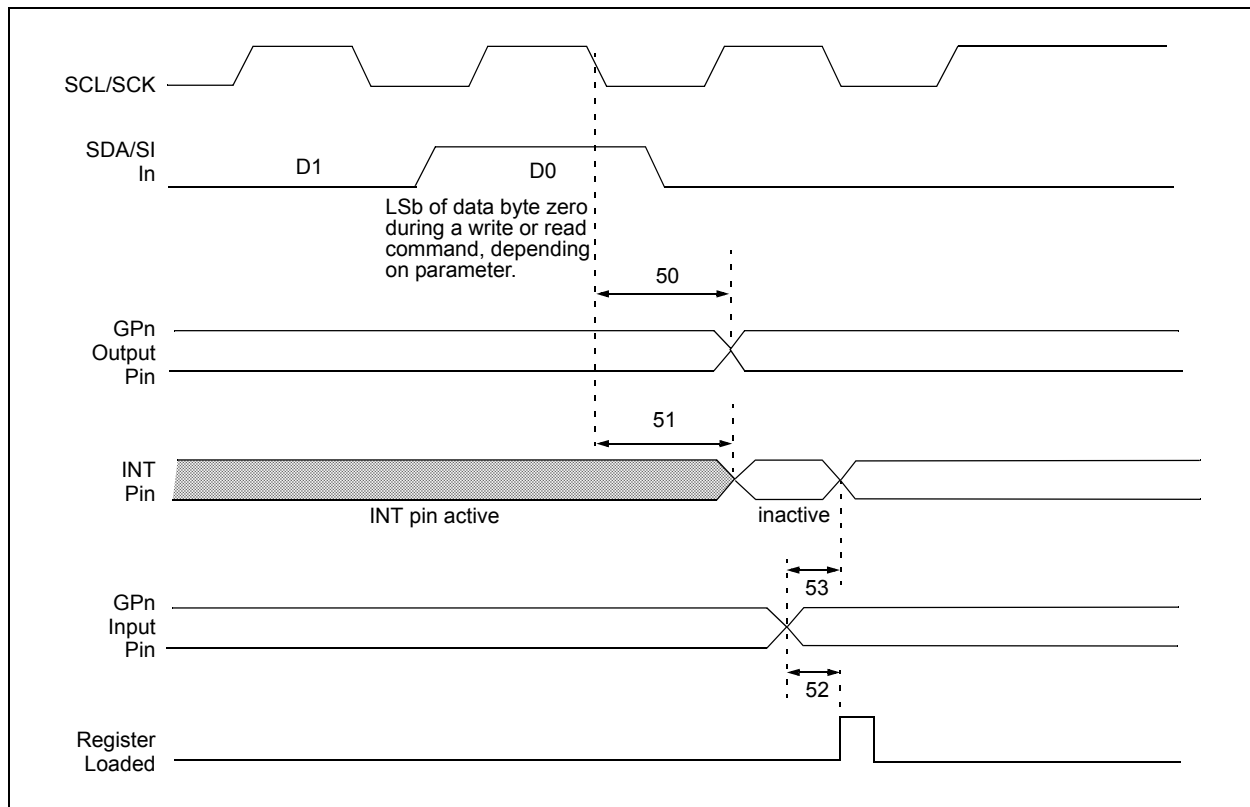 SCL/SCK
SDA/SI
In
D1
D0
LSb of data byte zero
during a write or read
command, depending
on parameter.
50
GPn
Output
Pin
51
INT
Pin
INT pin active
inactive
53
GPn
Input
Pin
52
Register
Loaded